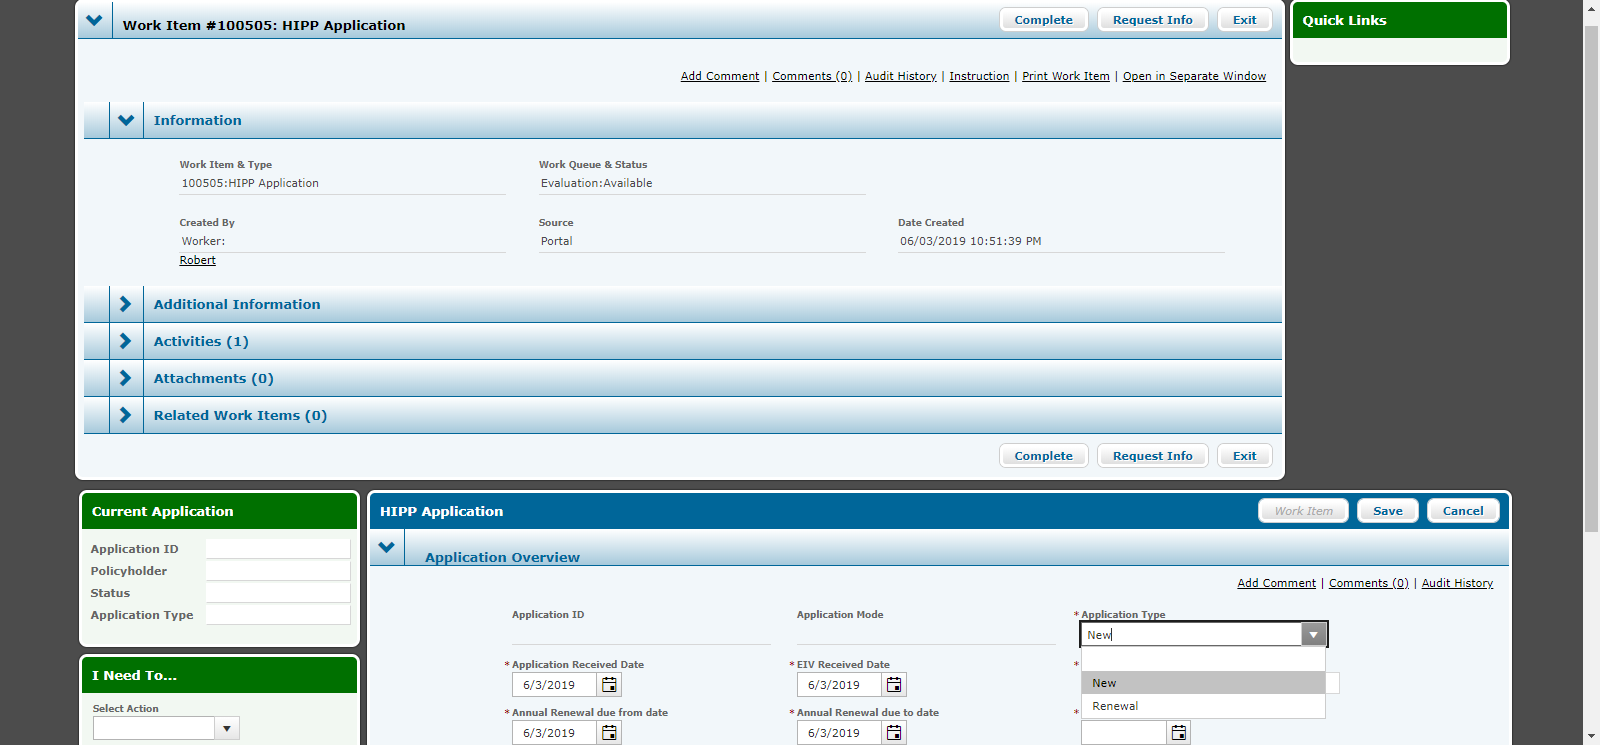 Work Item #100505: HIPP Application
Complete
Request Info
Exit
Quick Links
Add Comment | Comments (0) | Audit History | Instruction | Print Work Item | Open in Separate Window
Information
Work Item & Type
Work Queue & Status
100505:HIPP Application
Evaluation:Available
Created By
Source
Date Created
Worker:
Portal
06/03/2019 10:51:39 PM
Robert
Additional Information
Activities (1)
Attachments (0)
Related Work Items (0)
Complete
Request Info
Exit
Current Application
Application ID
Policyholder
Status
Application Type
I Need To...
Select Action
HIPP Application
Work Item
Save
Cancel
Application Overview
Add Comment | Comments (0) | Audit History
Application ID
Application Mode
* Application Type
New
* Application Received Date
* EIV Received Date
*
6/3/2019
6/3/2019
New
Renewal
* Annual Renewal due from date
* Annual Renewal due to date
*
6/3/2019
6/3/2019